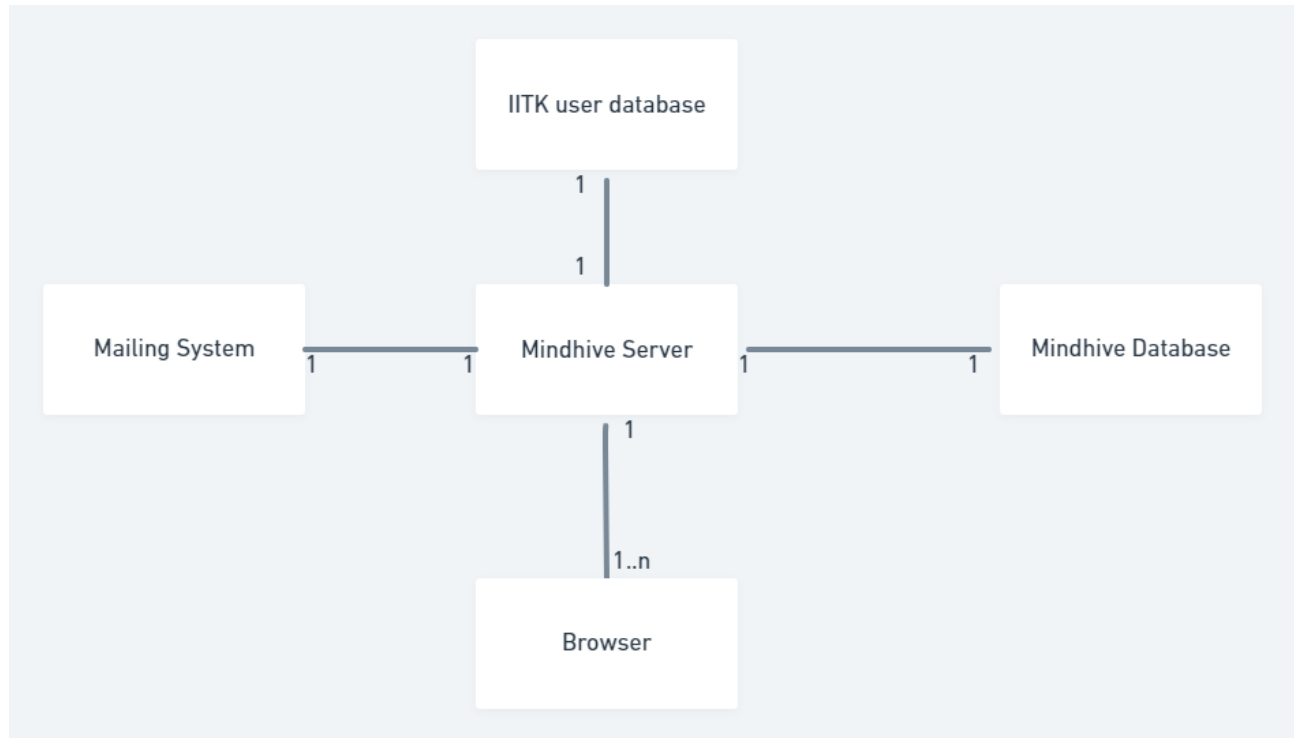 IITK user database
1
1
Mailing System
1
1
Mindhive Server
1
1
Mindhive Database
1
1..n
Browser